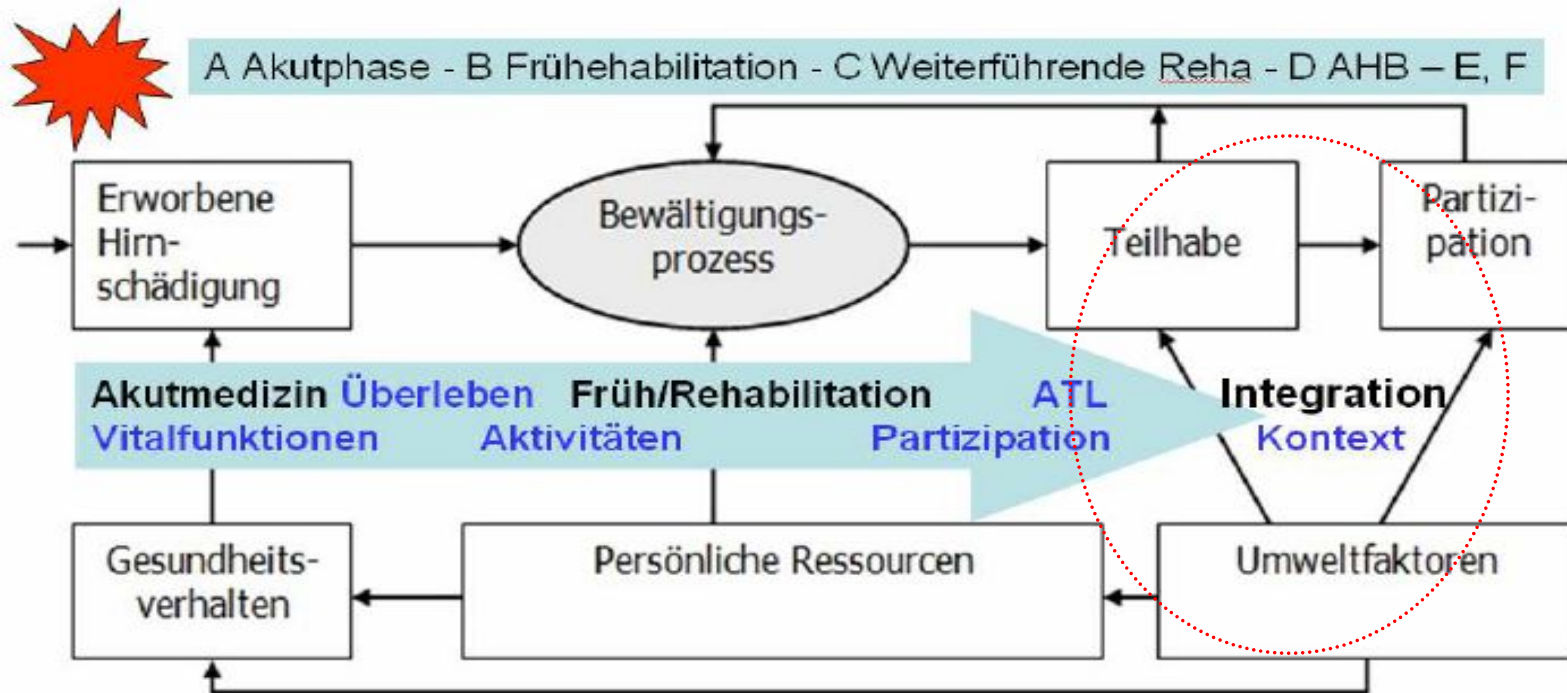 A Akutphase - B Frühehabilitation - C Weiterführende Reha - D AHB – E, F
Erworbene
Hirn-
schädigung
Bewältigungs-
prozess
Teilhabe
Partizi-
pation
Akutmedizin Überleben Früh/Rehabilitation ATL Integration
Vitalfunktionen Aktivitäten Partizipation Kontext
Gesundheits-
verhalten
Persönliche Ressourcen
Umweltfaktoren